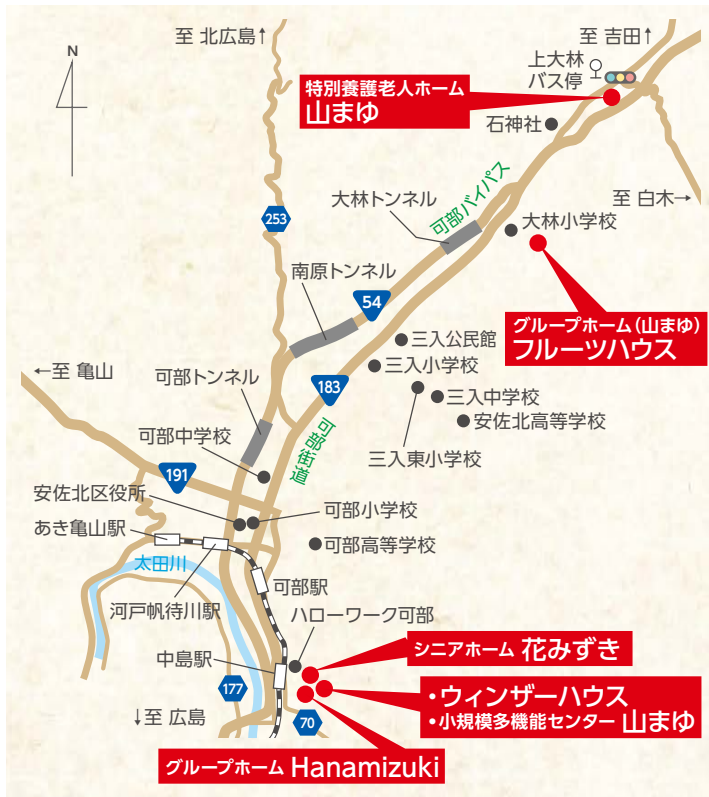 至 北広島↑
至 吉田↑
N
上大林
バス停
特別養護老人ホーム
山まゆ
石神社
至 白木→
大林トンネル
可部バイパス
大林小学校
253
南原トンネル
54
グループホーム(山まゆ)
フルーツハウス
三入公民館
三入小学校
←至 亀山
可部トンネル
183
三入中学校
安佐北高等学校
可部中学校
可部街道
三入東小学校
191
安佐北区役所
可部小学校
あき亀山駅
可部高等学校
太田川
可部駅
河戸帆待川駅
ハローワーク可部
中島駅
シニアホーム 花みずき
177
・ウィンザーハウス
・小規模多機能センター 山まゆ
↓至 広島
70
グループホーム Hanamizuki